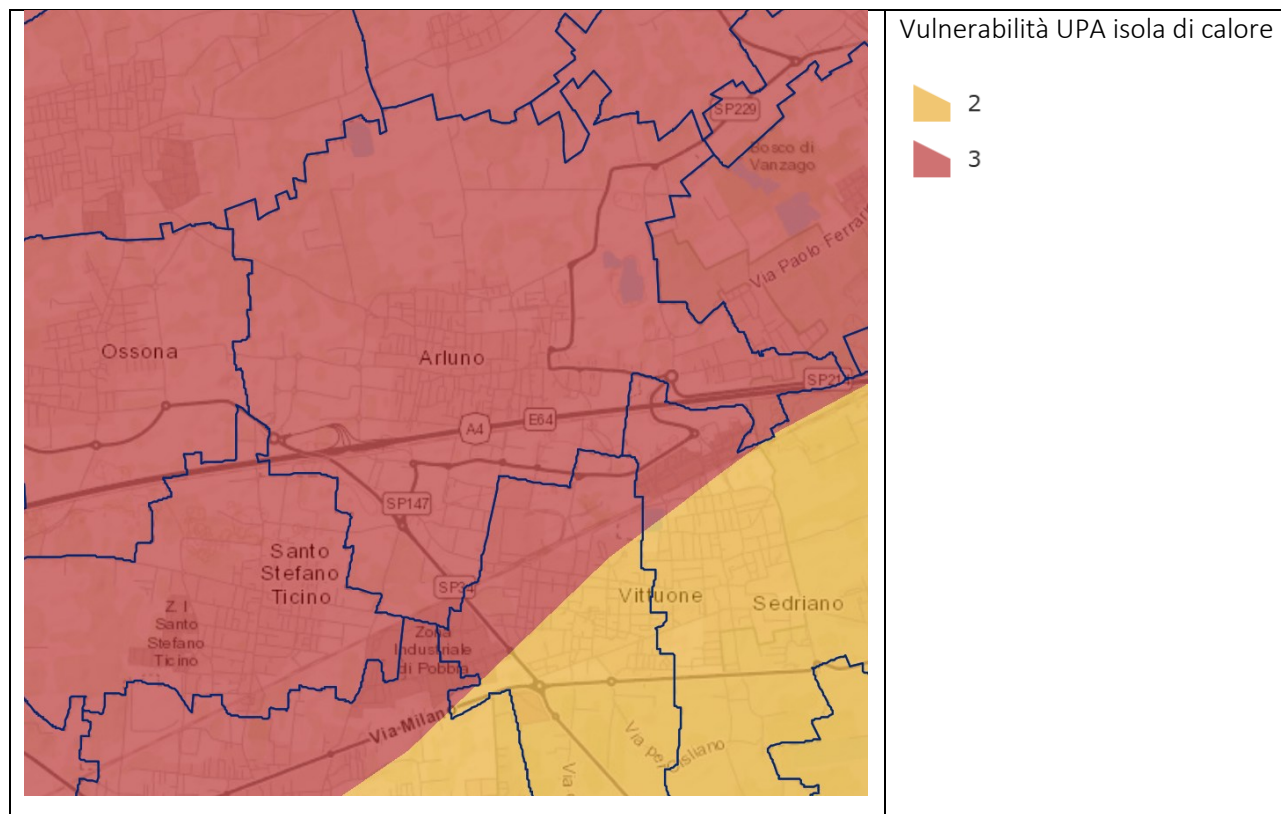 Vulnerabilità UPA isola di calore
2
3
SP229
Bosco di
Vanzago
Via Paolo Ferrari
Ossona
Arluno
SP214
E64
A4
SP147
Santo
Stefano
Ticino
SP34
Vittuone
Sedriano
Z I
Santo
Stefano
Ticino
Zona
Industriale
di Pobbia
Via Milano
Via per Cisliano
Via